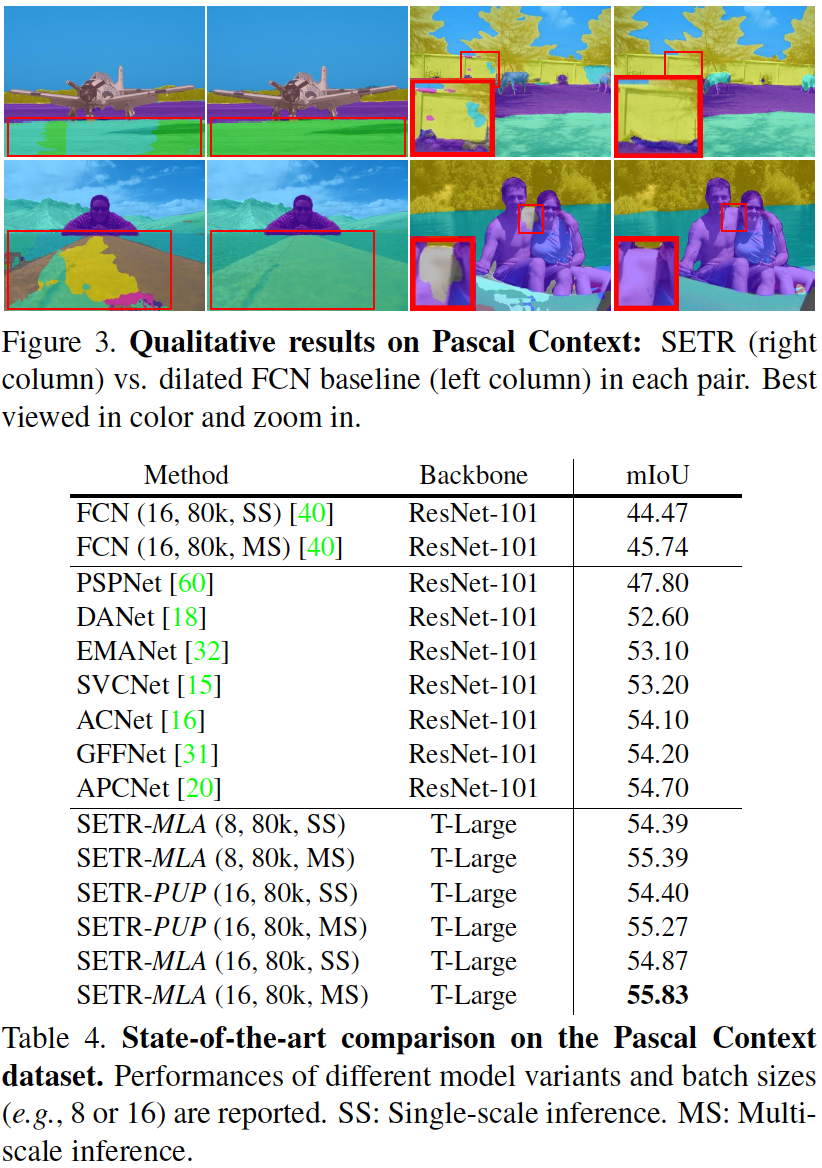 Figure 3. Qualitative results on Pascal Context: SETR (right
column) vs. dilated FCN baseline (left column) in each pair. Best
viewed in color and zoom in.
Method Backbone mIoU
FCN (16, 80k, SS) [40] ResNet-101 44.47
FCN (16, 80k, MS) [40] ResNet-101 45.74
PSPNet [60] ResNet-101 47.80
DANet [18] ResNet-101 52.60
EMANet [32] ResNet-101 53.10
SVCNet [15] ResNet-101 53.20
ACNet [16] ResNet-101 54.10
GFFNet [31] ResNet-101 54.20
APCNet [20] ResNet-101 54.70
SETR-MLA (8, 80k, SS) T-Large 54.39
SETR-MLA (8, 80k, MS) T-Large 55.39
SETR-PUP (16, 80k, SS) T-Large 54.40
SETR-PUP (16, 80k, MS) T-Large 55.27
SETR-MLA (16, 80k, SS) T-Large 54.87
SETR-MLA (16, 80k, MS) T-Large 55.83
Table 4. State-of-the-art comparison on the Pascal Context
dataset. Performances of different model variants and batch sizes
(e.g., 8 or 16) are reported. SS: Single-scale inference. MS: Multi-
scale inference.